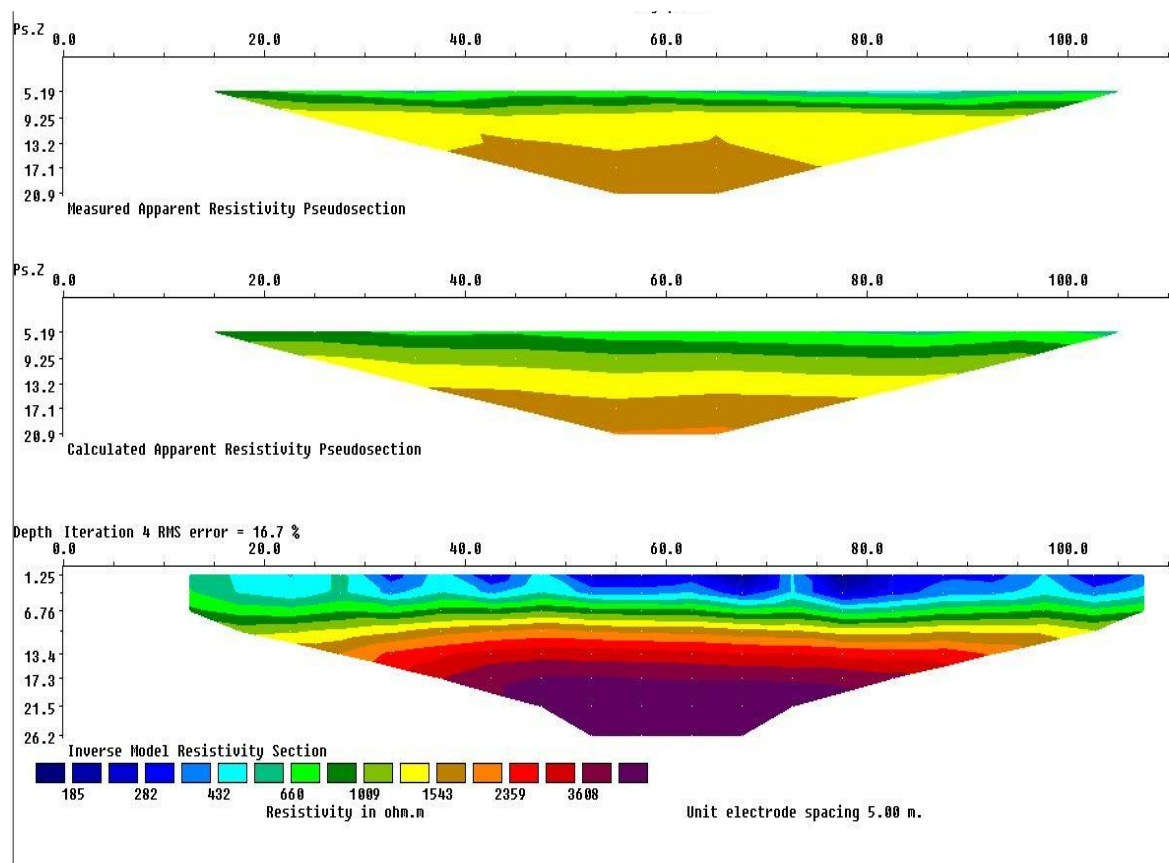 Ps.Z 0.0 20.0 40.0 60.0 80.0 100.0
5.19
9.25
13.2
17.1
20.9
Measured Apparent Resistivity Pseudosection
Ps.Z 0.0 20.0 40.0 60.0 80.0 100.0
5.19
9.25
13.2
17.1
20.9
Calculated Apparent Resistivity Pseudosection
Depth Iteration 4 RMS error = 16.7 %
0.0 20.0 40.0 60.0 80.0 100.0
1.25
6.76
13.4
17.3
21.5
26.2
Inverse Model Resistivity Section
185 282 432 660 1009 1543 2359 3608
Resistivity in ohm.m Unit electrode spacing 5.00 m.